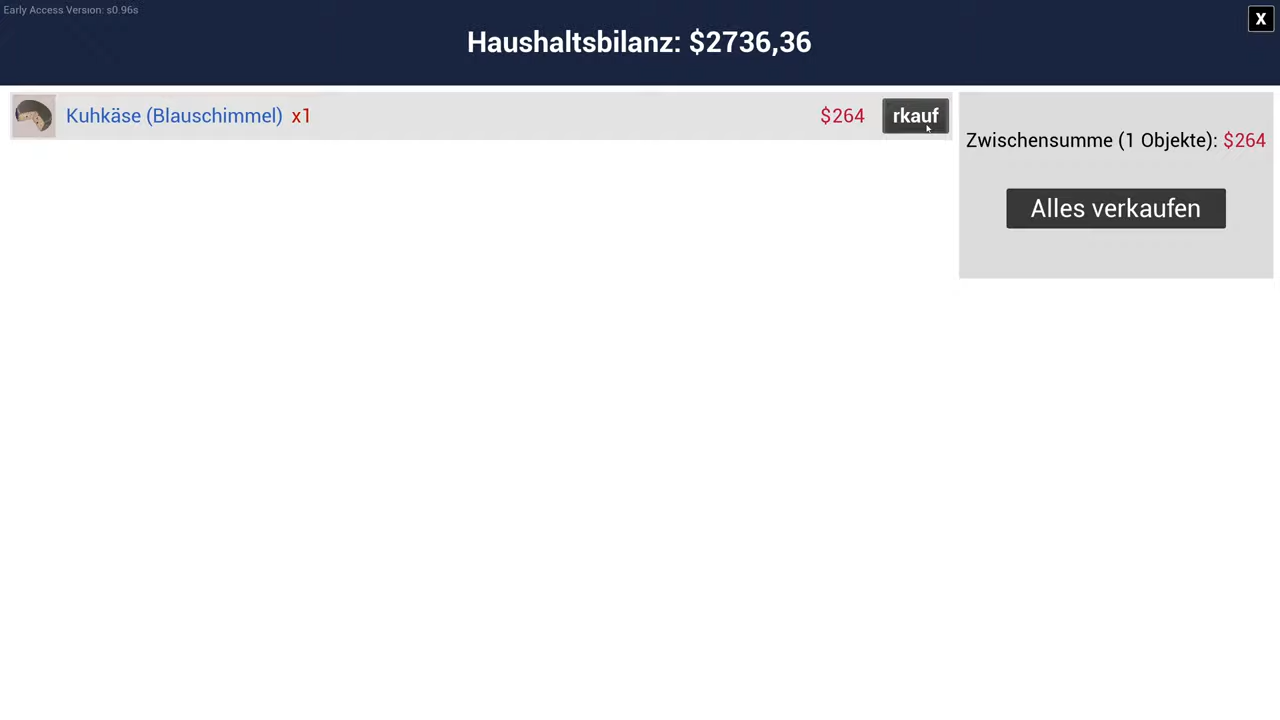 Early Access Version: s0.96s
X
Haushaltsbilanz: $2736,36
Kuhkäse (Blauschimmel) x1 $264 rkauf
Zwischensumme (1 Objekte): $264
Alles verkaufen